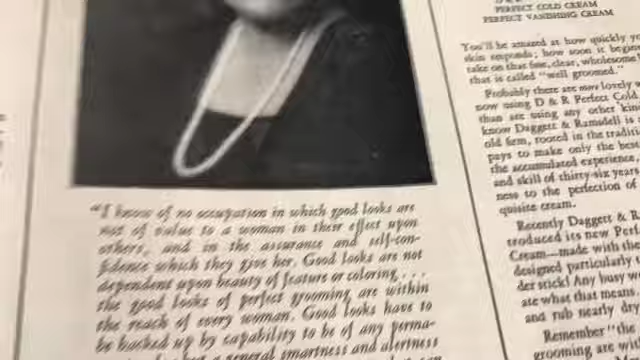 PERFECT COLD CREAM
PERFECT VANISHING CREAM
You'll be amazed at how quickly yo
skin responds; how soon it begin
take on that fine, clear, wholesome
that is called "well groomed."
Probably there are more lovely w
now using D & R Perfect Cold
than are using any other kin
know Daggett & Ramsdell is a
old firm, rooted in the traditi
pays to make only the best
the accumulated experience
and skill of thirty-six years
ness to the perfection of
quisite cream.
Recently Daggett & R
troduced its new Perf
Cream—made with the
designed particularly
der stick! Any busy w
ate what that means
and rub nearly dry
Remember "the
grooming are wi
"I know of no occupation in which good looks are
not of value to a woman in their effect upon
others, and in the assurance and self-con-
fidence which they give her. Good looks are not
dependent upon beauty of feature or coloring . . .
the good looks of perfect grooming are within
the reach of every woman. Good looks have to
be backed up by capability to be of any perma-
a general smartness and alertness